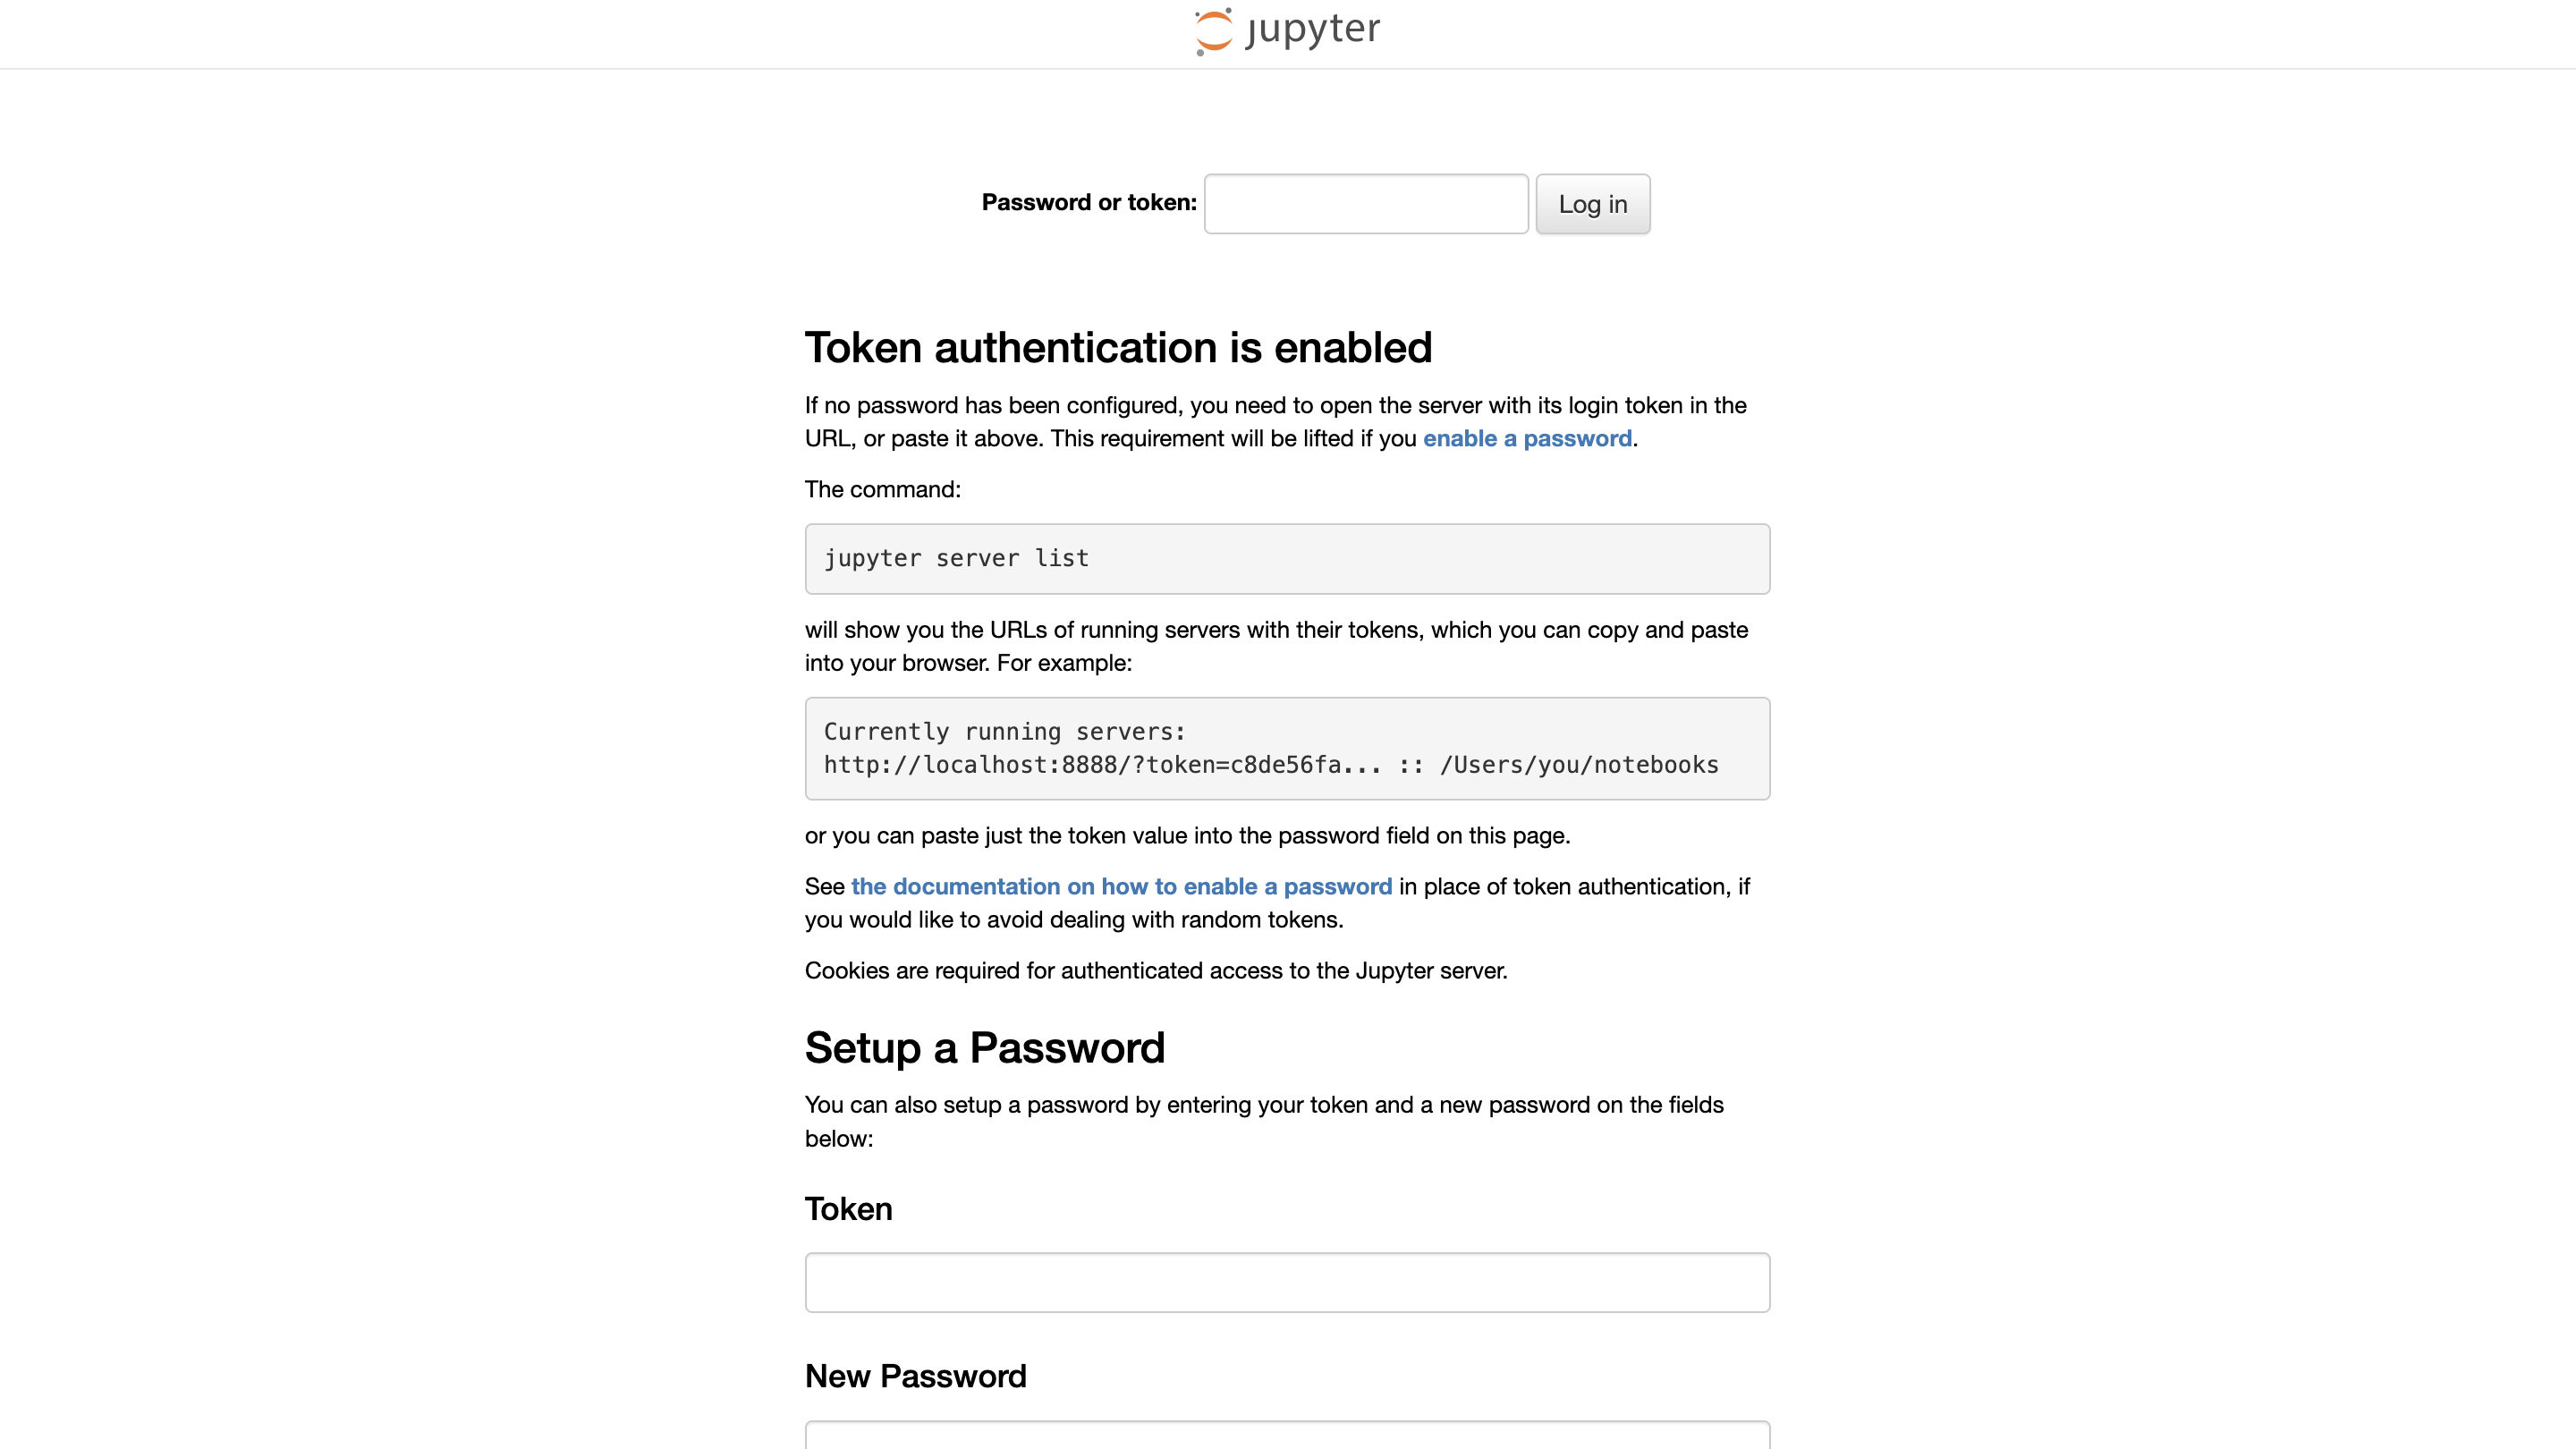 jupyter
Password or token:
Log in
Token authentication is enabled
If no password has been configured, you need to open the server with its login token in the
URL, or paste it above. This requirement will be lifted if you enable a password.
The command:
jupyter server list
will show you the URLs of running servers with their tokens, which you can copy and paste
into your browser. For example:
Currently running servers:
http://localhost:8888/?token=c8de56fa... :: /Users/you/notebooks
or you can paste just the token value into the password field on this page.
See the documentation on how to enable a password in place of token authentication, if
you would like to avoid dealing with random tokens.
Cookies are required for authenticated access to the Jupyter server.
Setup a Password
You can also setup a password by entering your token and a new password on the fields
below:
Token
New Password